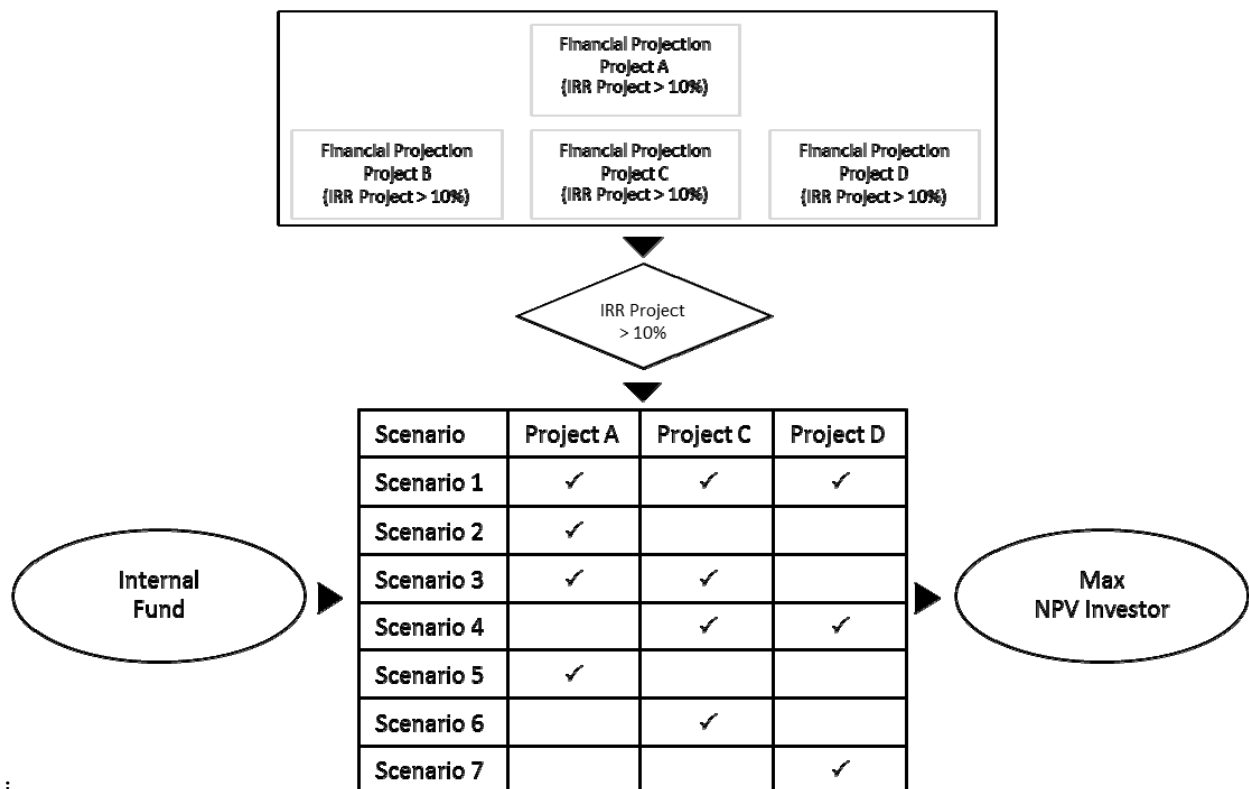 Financial Projection
Project A
(IRR Project > 10%)
Financial Projection
Project B
(IRR Project > 10%)
Financial Projection
Project C
(IRR Project > 10%)
Financial Projection
Project D
(IRR Project > 10%)
IRR Project
> 10%
Scenario Project A Project C Project D
Scenario 1 ✓ ✓ ✓
Scenario 2 ✓
Scenario 3 ✓ ✓
Scenario 4 ✓ ✓
Scenario 5 ✓
Scenario 6 ✓
Scenario 7 ✓
Internal
Fund
Max
NPV Investor